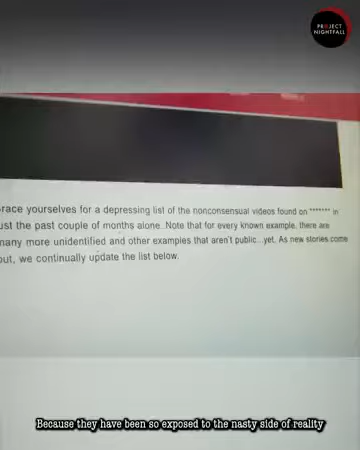 PROJECT
NIGHTFALL
race yourselves for a depressing list of the nonconsensual videos found on ******* in
ust the past couple of months alone. Note that for every known example, there are
many more unidentified and other examples that aren't public...yet. As new stories come
out, we continually update the list below.
Because they have been so exposed to the nasty side of reality